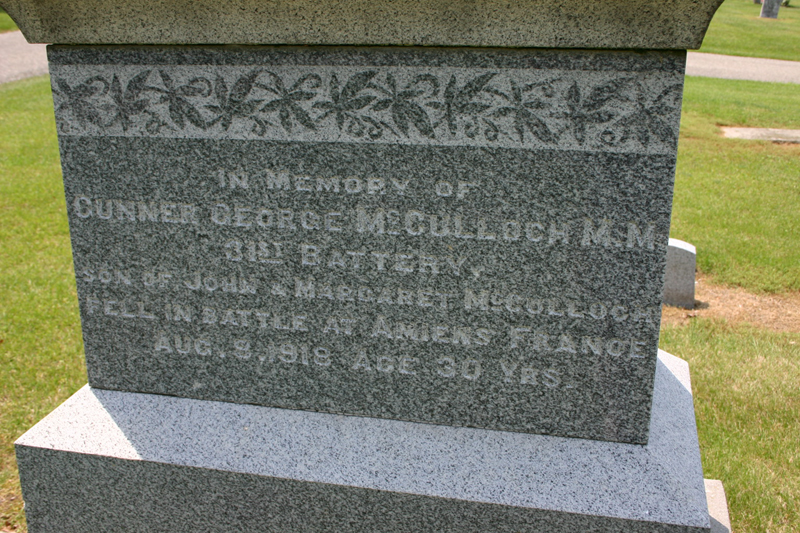 IN MEMORY OF
GUNNER GEORGE McCULLOCH M.M.
31ST BATTERY,
SON OF JOHN & MARGARET McCULLOCH
FELL IN BATTLE AT AMIENS FRANCE
AUG. 8, 1918 AGE 30 YRS.